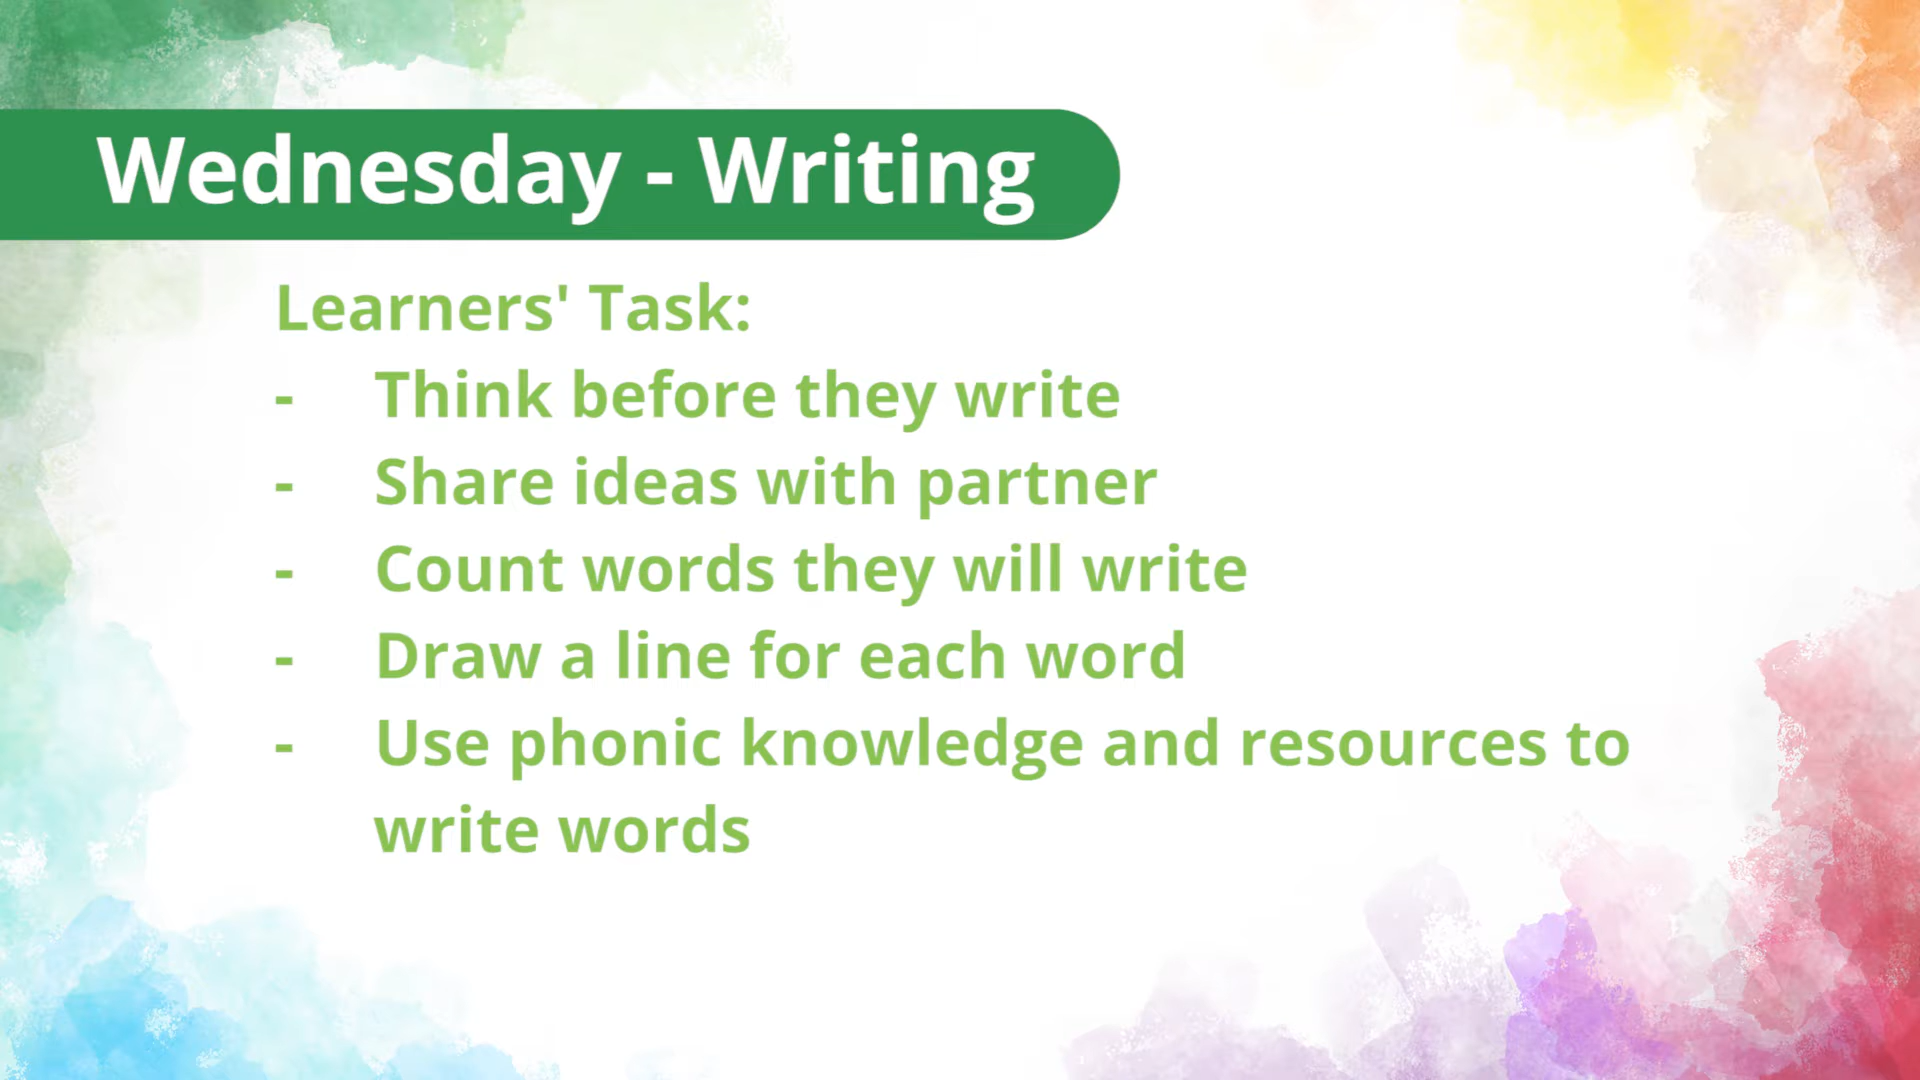 Wednesday - Writing
Learners' Task:
- Think before they write
- Share ideas with partner
- Count words they will write
- Draw a line for each word
- Use phonic knowledge and resources to
write words